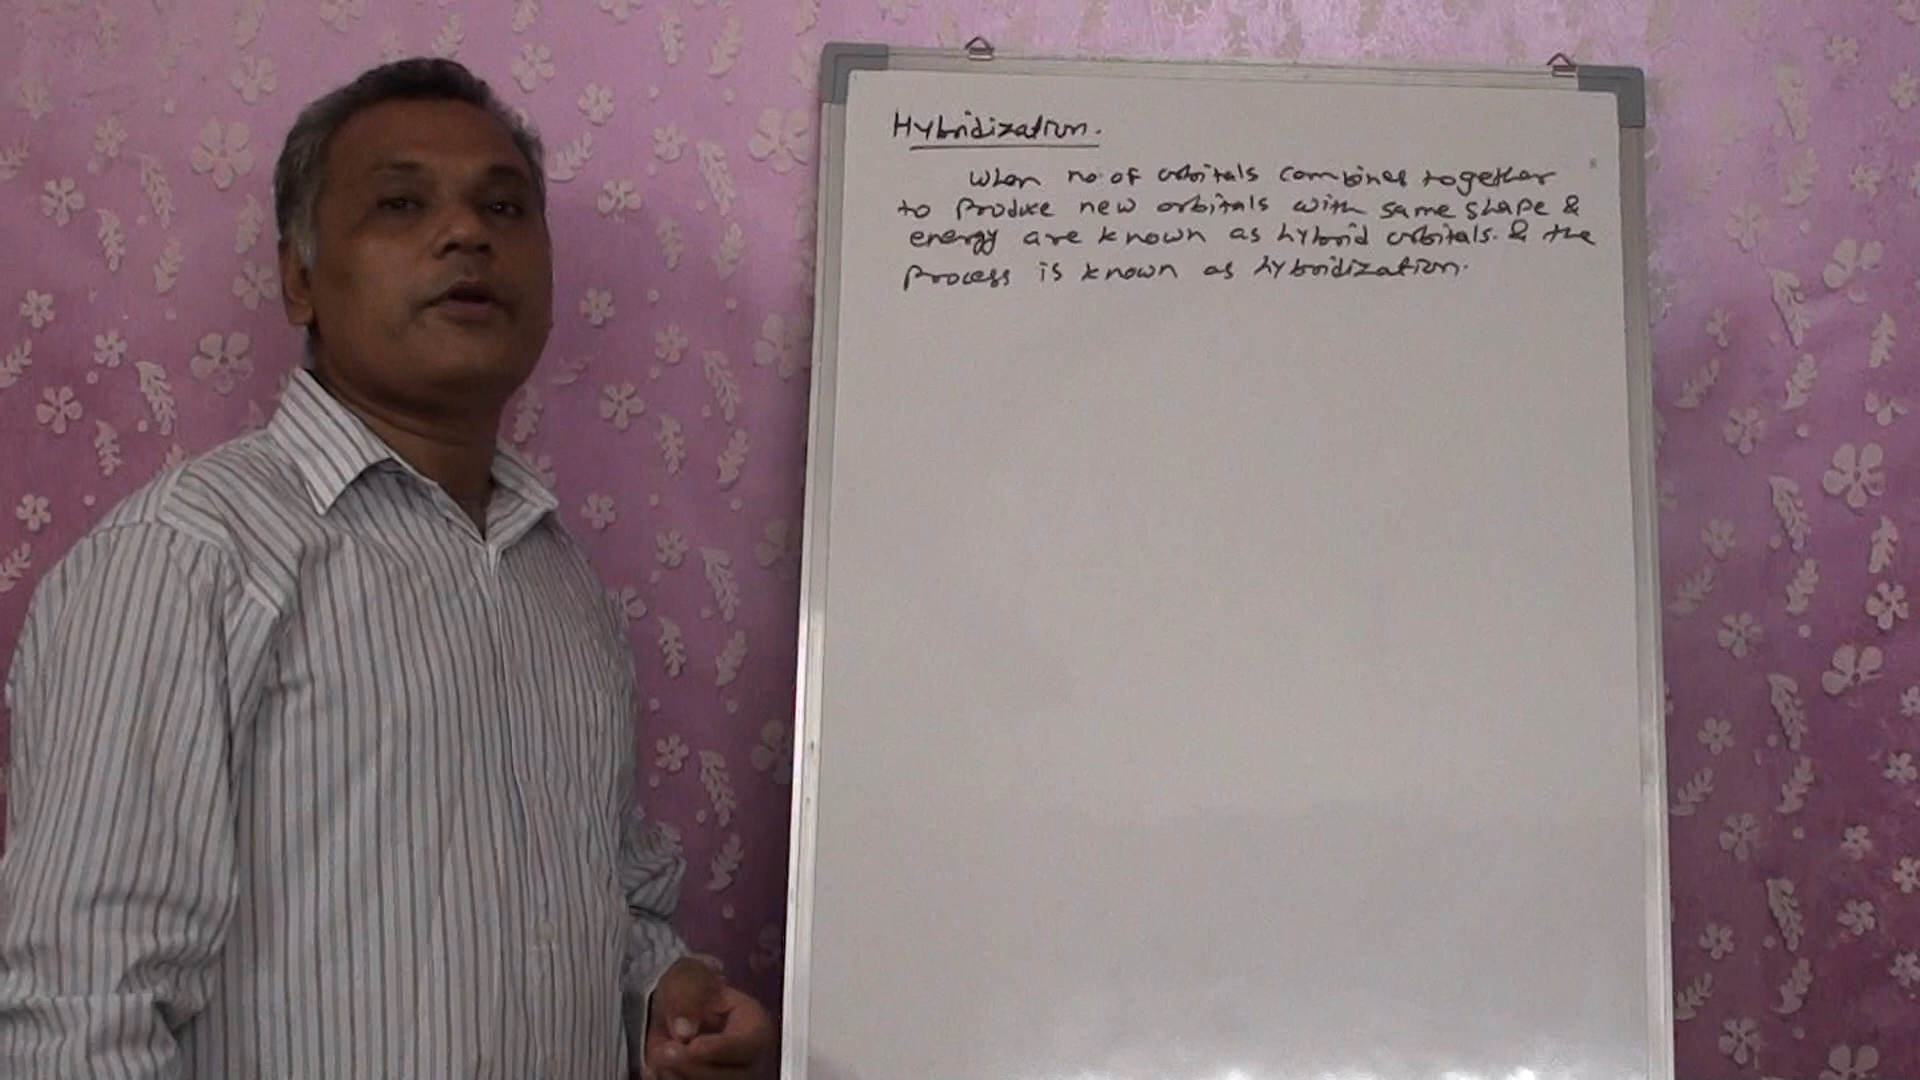 Hybridization.
When no. of orbitals combines together
to produce new orbitals with same shape &
energy are known as hybrid orbitals. & the
process is known as hybridization.